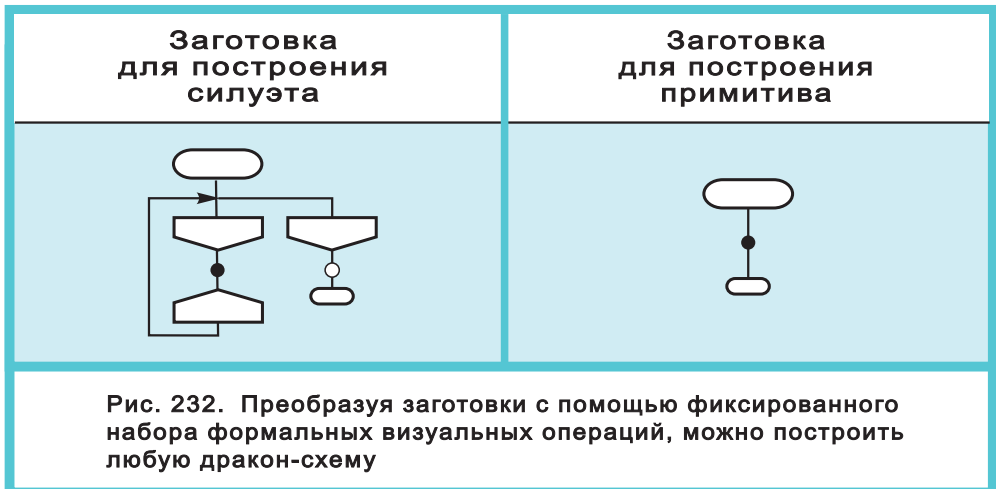 Заготовка
для построения
силуэта
Заготовка
для построения
примитива
Рис. 232. Преобразуя заготовки с помощью фиксированного
набора формальных визуальных операций, можно построить
любую дракон-схему